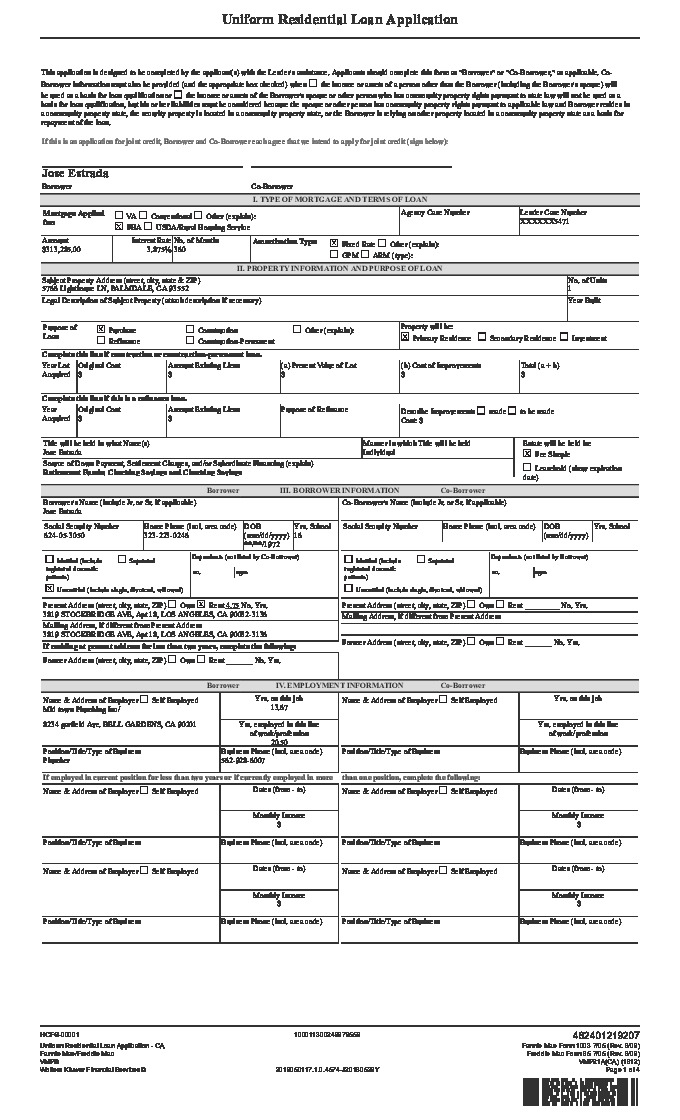 Uniform Residential Loan Application
This application is designed to be completed by the applicant(s) with the Lender's assistance. Applicants should complete this form as "Borrower" or "Co-Borrower," as applicable. Co-
Borrower information must also be provided (and the appropriate box checked) when ☐ the income or assets of a person other than the Borrower (including the Borrower's spouse) will
be used as a basis for loan qualification or ☐ the income or assets of the Borrower's spouse or other person who has community property rights pursuant to state law will not be used as a
basis for loan qualification, but his or her liabilities must be considered because the spouse or other person has community property rights pursuant to applicable law and Borrower resides in
a community property state, the security property is located in a community property state, or the Borrower is relying on other property located in a community property state as a basis for
repayment of the loan.
If this is an application for joint credit, Borrower and Co-Borrower each agree that we intend to apply for joint credit (sign below):
Jose Estrada
Borrower Co-Borrower
I. TYPE OF MORTGAGE AND TERMS OF LOAN
Mortgage Applied for: ☐ VA ☐ Conventional ☐ Other (explain): Agency Case Number Lender Case Number
☒ FHA ☐ USDA/Rural Housing Service XXXXXXX5471
Amount Interest Rate No. of Months Amortization Type: ☒ Fixed Rate ☐ Other (explain):
3.875% 360 ☐ GPM ☐ ARM (type):
II. PROPERTY INFORMATION AND PURPOSE OF LOAN
Subject Property Address (street, city, state & ZIP) No. of Units
Lighthouse LN, PALMDALE, CA 93552 1
Legal Description of Subject Property (attach description if necessary) Year Built
Purpose of Loan ☒ Purchase ☐ Construction ☐ Other (explain): Property will be:
☐ Refinance ☐ Construction-Permanent ☒ Primary Residence ☐ Secondary Residence ☐ Investment
Complete this line if construction or construction-permanent loan.
Year Lot Acquired Original Cost Amount Existing Liens (a) Present Value of Lot (b) Cost of Improvements Total (a + b)
$ $ $ $ $
Complete this line if this is a refinance loan.
Year Acquired Original Cost Amount Existing Liens Purpose of Refinance Describe Improvements ☐ made ☐ to be made
$ $ Cost: $
Title will be held in what Name(s) Manner in which Title will be held Estate will be held in:
Jose Estrada Individual ☒ Fee Simple
Source of Down Payment, Settlement Charges, and/or Subordinate Financing (explain) ☐ Leasehold (show expiration date)
Retirement Funds; Checking Savings and Checking Savings
Borrower III. BORROWER INFORMATION Co-Borrower
Borrower's Name (include Jr. or Sr. if applicable) Co-Borrower's Name (include Jr. or Sr. if applicable)
Jose Estrada
Social Security Number Home Phone (incl. area code) DOB (mm/dd/yyyy) Yrs. School Social Security Number Home Phone (incl. area code) DOB (mm/dd/yyyy) Yrs. School
624-05-3050 323-223-0246 **/**/1972 16
☐ Married (include registered domestic partners) ☐ Separated Dependents (not listed by Co-Borrower) ☐ Married (include registered domestic partners) ☐ Separated Dependents (not listed by Borrower)
no. ages no. ages
☒ Unmarried (include single, divorced, widowed) ☐ Unmarried (include single, divorced, widowed)
Present Address (street, city, state, ZIP) ☐ Own ☒ Rent 4.75 No. Yrs. Present Address (street, city, state, ZIP) ☐ Own ☐ Rent ______ No. Yrs.
3819 STOCKBRIDGE AVE, Apt 18, LOS ANGELES, CA 90032-3136
Mailing Address, if different from Present Address Mailing Address, if different from Present Address
3819 STOCKBRIDGE AVE, Apt 18, LOS ANGELES, CA 90032-3136
If residing at present address for less than two years, complete the following:
Former Address (street, city, state, ZIP) ☐ Own ☐ Rent ______ No. Yrs. Former Address (street, city, state, ZIP) ☐ Own ☐ Rent ______ No. Yrs.
Borrower IV. EMPLOYMENT INFORMATION Co-Borrower
Name & Address of Employer ☐ Self Employed Yrs. on this job Name & Address of Employer ☐ Self Employed Yrs. on this job
Mid town Plumbing Inc/ 13.67
8234 garfield Ave, BELL GARDENS, CA 90201 Yrs. employed in this line of work/profession Yrs. employed in this line of work/profession
20.50
Position/Title/Type of Business Business Phone (incl. area code) Position/Title/Type of Business Business Phone (incl. area code)
Plumber 562-928-6007
If employed in current position for less than two years or if currently employed in more than one position, complete the following:
Name & Address of Employer ☐ Self Employed Dates (from - to) Name & Address of Employer ☐ Self Employed Dates (from - to)
Monthly Income Monthly Income
$ $
Position/Title/Type of Business Business Phone (incl. area code) Position/Title/Type of Business Business Phone (incl. area code)
Name & Address of Employer ☐ Self Employed Dates (from - to) Name & Address of Employer ☐ Self Employed Dates (from - to)
Monthly Income Monthly Income
$ $
Position/Title/Type of Business Business Phone (incl. area code) Position/Title/Type of Business Business Phone (incl. area code)
HCFG-00001 482401219207
Uniform Residential Loan Application - CA Fannie Mae Form 1003 7/05 (Rev. 6/09)
Fannie Mae/Freddie Mac Freddie Mac Form 65 7/05 (Rev. 6/09)
VMP® VMP21A(CA) (1612)
Wolters Kluwer Financial Services © Page 1 of 4